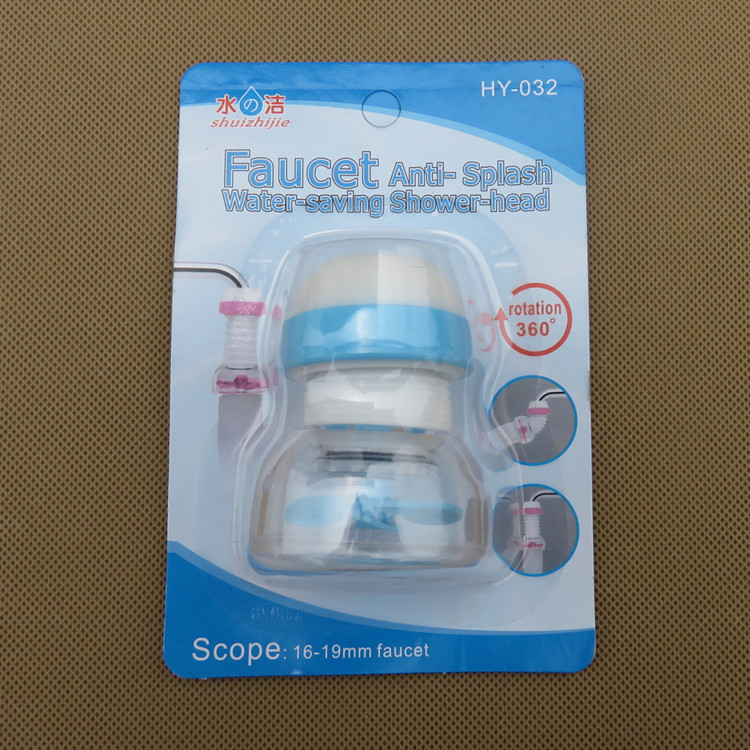 HY-032
水の洁
shuizhijie
Faucet Anti- Splash
Water-saving Shower-head
rotation
360°
Scope: 16-19mm faucet